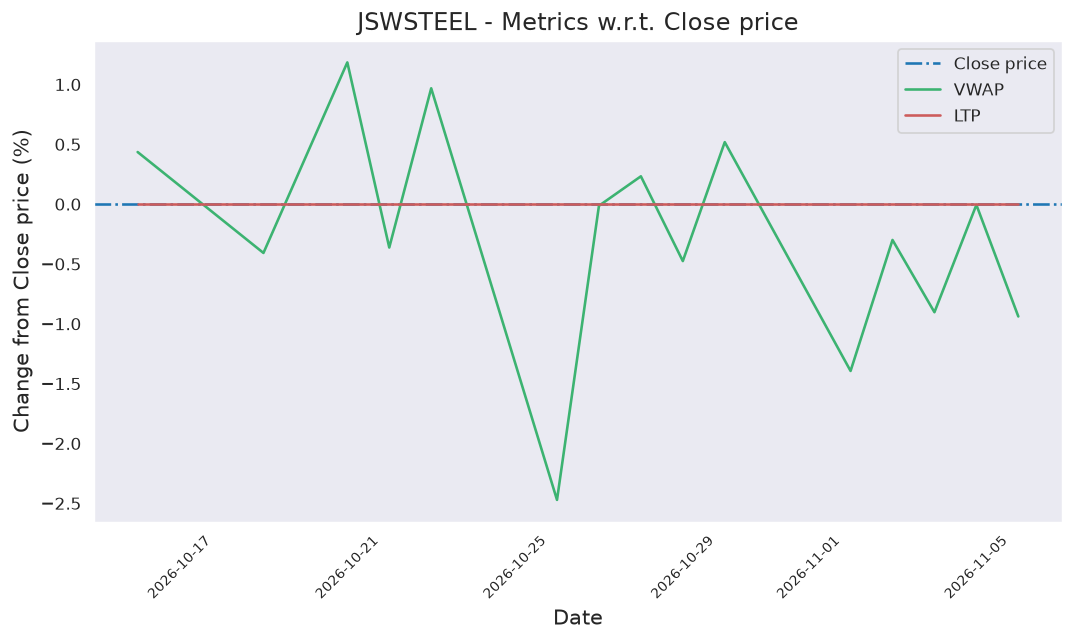 JSWSTEEL - Metrics w.r.t. Close price
Close price
VWAP
LTP
Change from Close price (%)
1.0
0.5
0.0
−0.5
−1.0
−1.5
−2.0
−2.5
2026-10-17
2026-10-21
2026-10-25
2026-10-29
2026-11-01
2026-11-05
Date